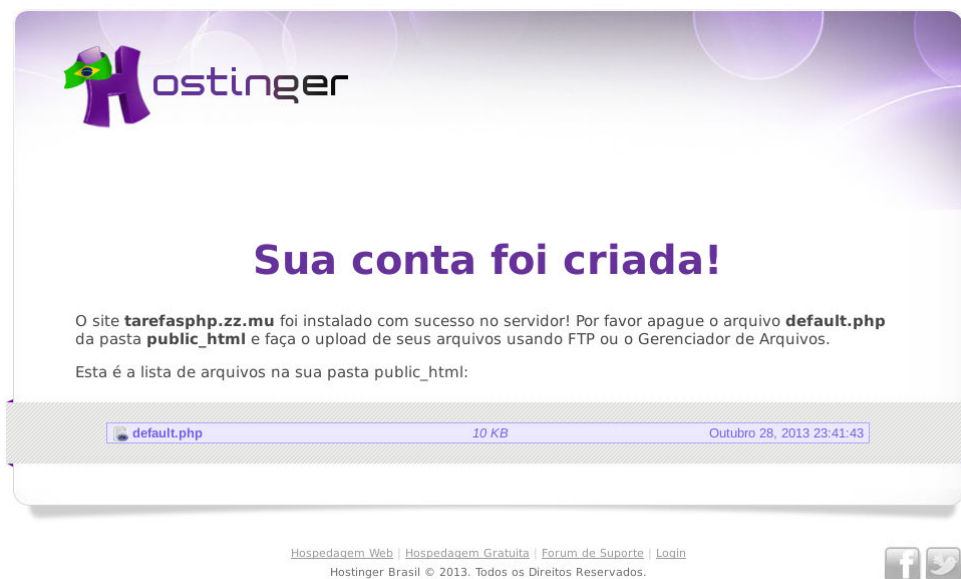 Hostinger
Sua conta foi criada!
O site tarefasphp.zz.mu foi instalado com sucesso no servidor! Por favor apague o arquivo default.php
da pasta public_html e faça o upload de seus arquivos usando FTP ou o Gerenciador de Arquivos.
Esta é a lista de arquivos na sua pasta public_html:
default.php 10 KB Outubro 28, 2013 23:41:43
Hospedagem Web | Hospedagem Gratuita | Forum de Suporte | Login
Hostinger Brasil © 2013. Todos os Direitos Reservados.